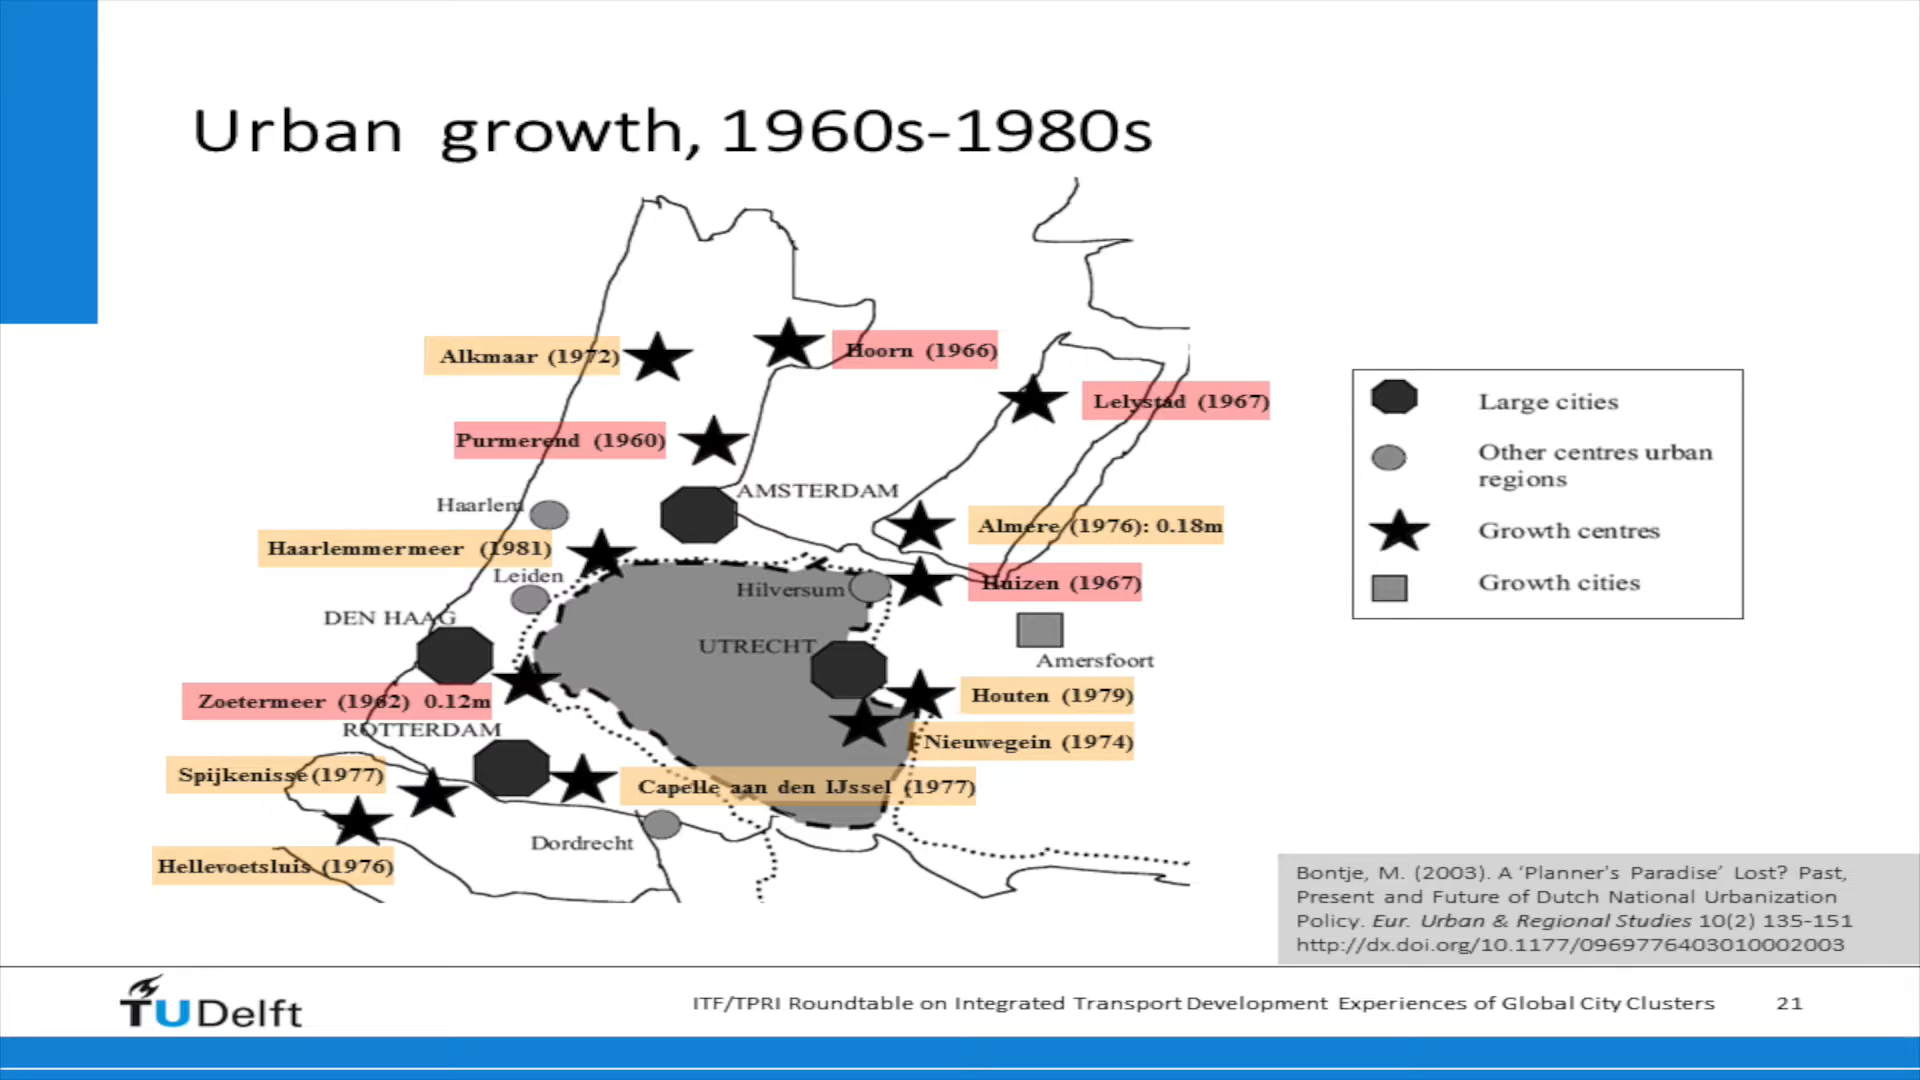 Urban growth, 1960s-1980s
Alkmaar (1972)
Hoorn (1966)
Lelystad (1967)
Purmerend (1960)
AMSTERDAM
Haarlem
Almere (1976): 0.18m
Haarlemmermeer (1981)
Leiden
Hilversum
Huizen (1967)
DEN HAAG
UTRECHT
Amersfoort
Zoetermeer (1962) 0.12m
Houten (1979)
ROTTERDAM
Nieuwegein (1974)
Spijkenisse (1977)
Capelle aan den IJssel (1977)
Dordrecht
Hellevoetsluis (1976)
Large cities
Other centres urban
regions
Growth centres
Growth cities
Bontje, M. (2003). A ‘Planner's Paradise’ Lost? Past,
Present and Future of Dutch National Urbanization
Policy. Eur. Urban & Regional Studies 10(2) 135-151
http://dx.doi.org/10.1177/0969776403010002003
TUDelft
ITF/TPRI Roundtable on Integrated Transport Development Experiences of Global City Clusters
21